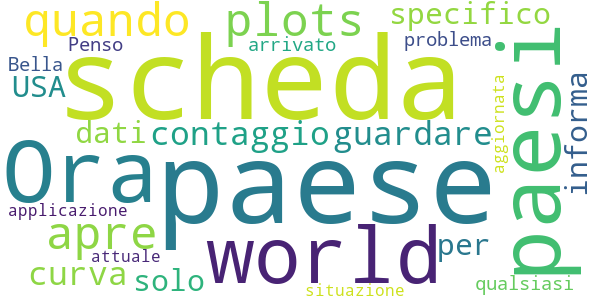 quando plots specifico
Penso arrivato problema
Bella scheda
USA
paesi
informa
aggiornata
dati contaggio guardare
Ora paese
applicazione
apre world per
attuale
curva solo qualsiasi
situazione